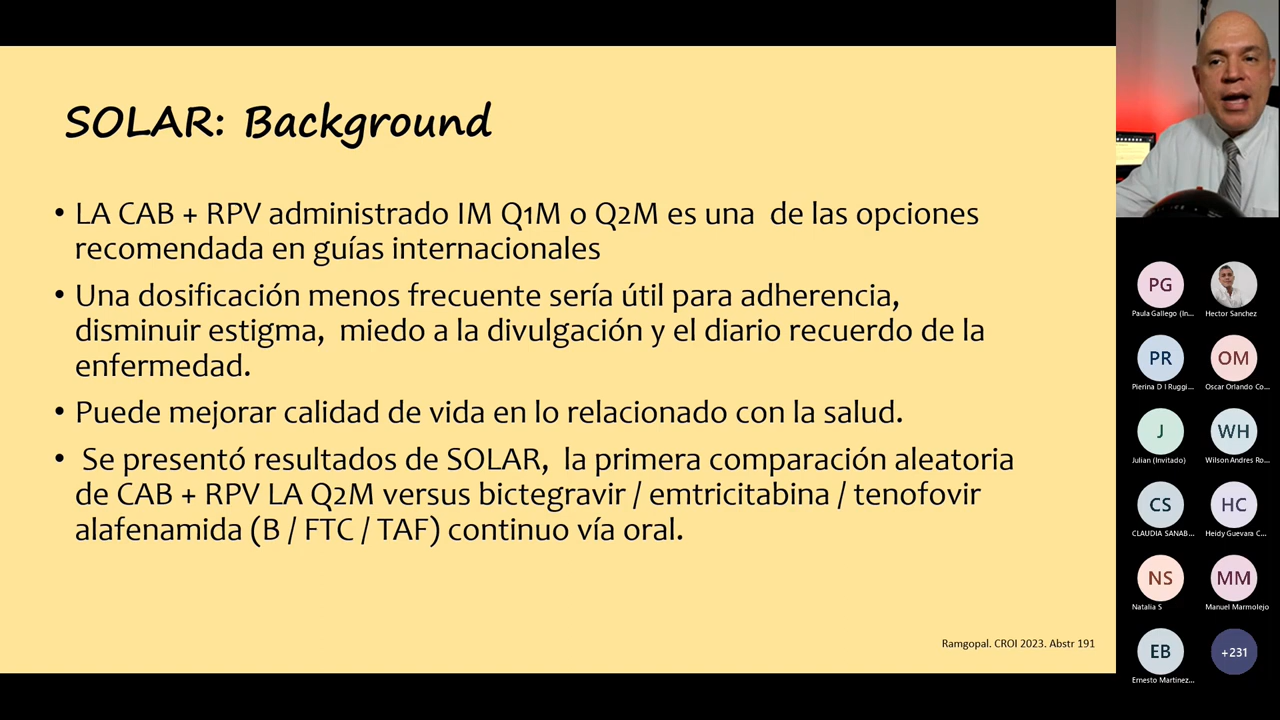 SOLAR: Background
• LA CAB + RPV administrado IM Q1M o Q2M es una de las opciones
recomendada en guías internacionales
• Una dosificación menos frecuente sería útil para adherencia,
disminuir estigma, miedo a la divulgación y el diario recuerdo de la
enfermedad.
• Puede mejorar calidad de vida en lo relacionado con la salud.
• Se presentó resultados de SOLAR, la primera comparación aleatoria
de CAB + RPV LA Q2M versus bictegravir / emtricitabina / tenofovir
alafenamida (B / FTC / TAF) continuo vía oral.
Ramgopal. CROI 2023. Abstr 191
PG
Paula Gallego (In...
Hector Sanchez
PR
Pierina D I Ruggi...
OM
Oscar Orlando Co...
J
Julian (Invitado)
WH
Wilson Andres Ro...
CS
CLAUDIA SANAB...
HC
Heidy Guevara C...
NS
Natalia S
MM
Manuel Marmolejo
EB
Ernesto Martinez...
+231